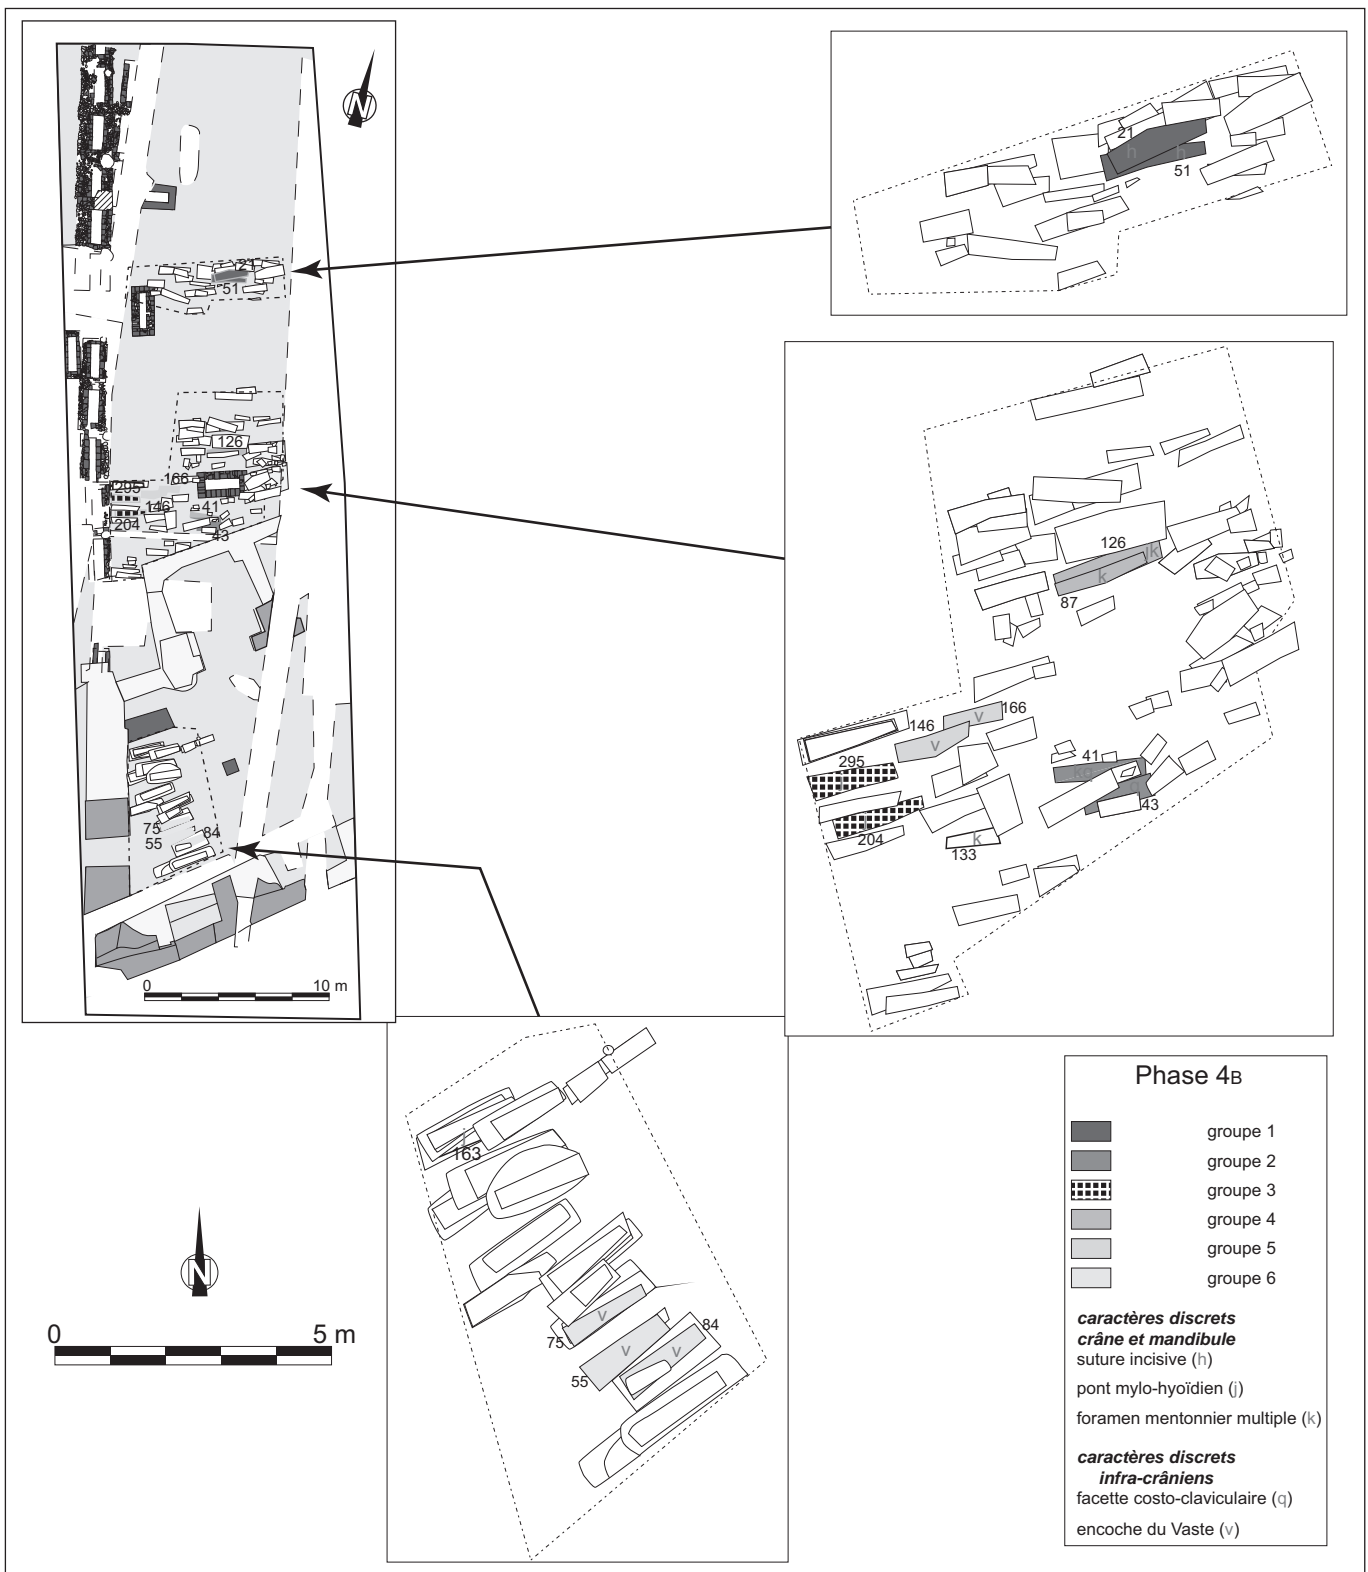 N
21
51
126
166
295
146
41
204
43
75
84
55
0 10 m
21
h
h
51
126
jk
k
87
v
166
146
v
295
j
41
kq
q
43
j
204
k
133
j
163
v
75
84
v
v
55
N
0 5 m
Phase 4B
groupe 1
groupe 2
groupe 3
groupe 4
groupe 5
groupe 6
caractères discrets
crâne et mandibule
suture incisive (h)
pont mylo-hyoïdien (j)
foramen mentonnier multiple (k)
caractères discrets
infra-crâniens
facette costo-claviculaire (q)
encoche du Vaste (v)